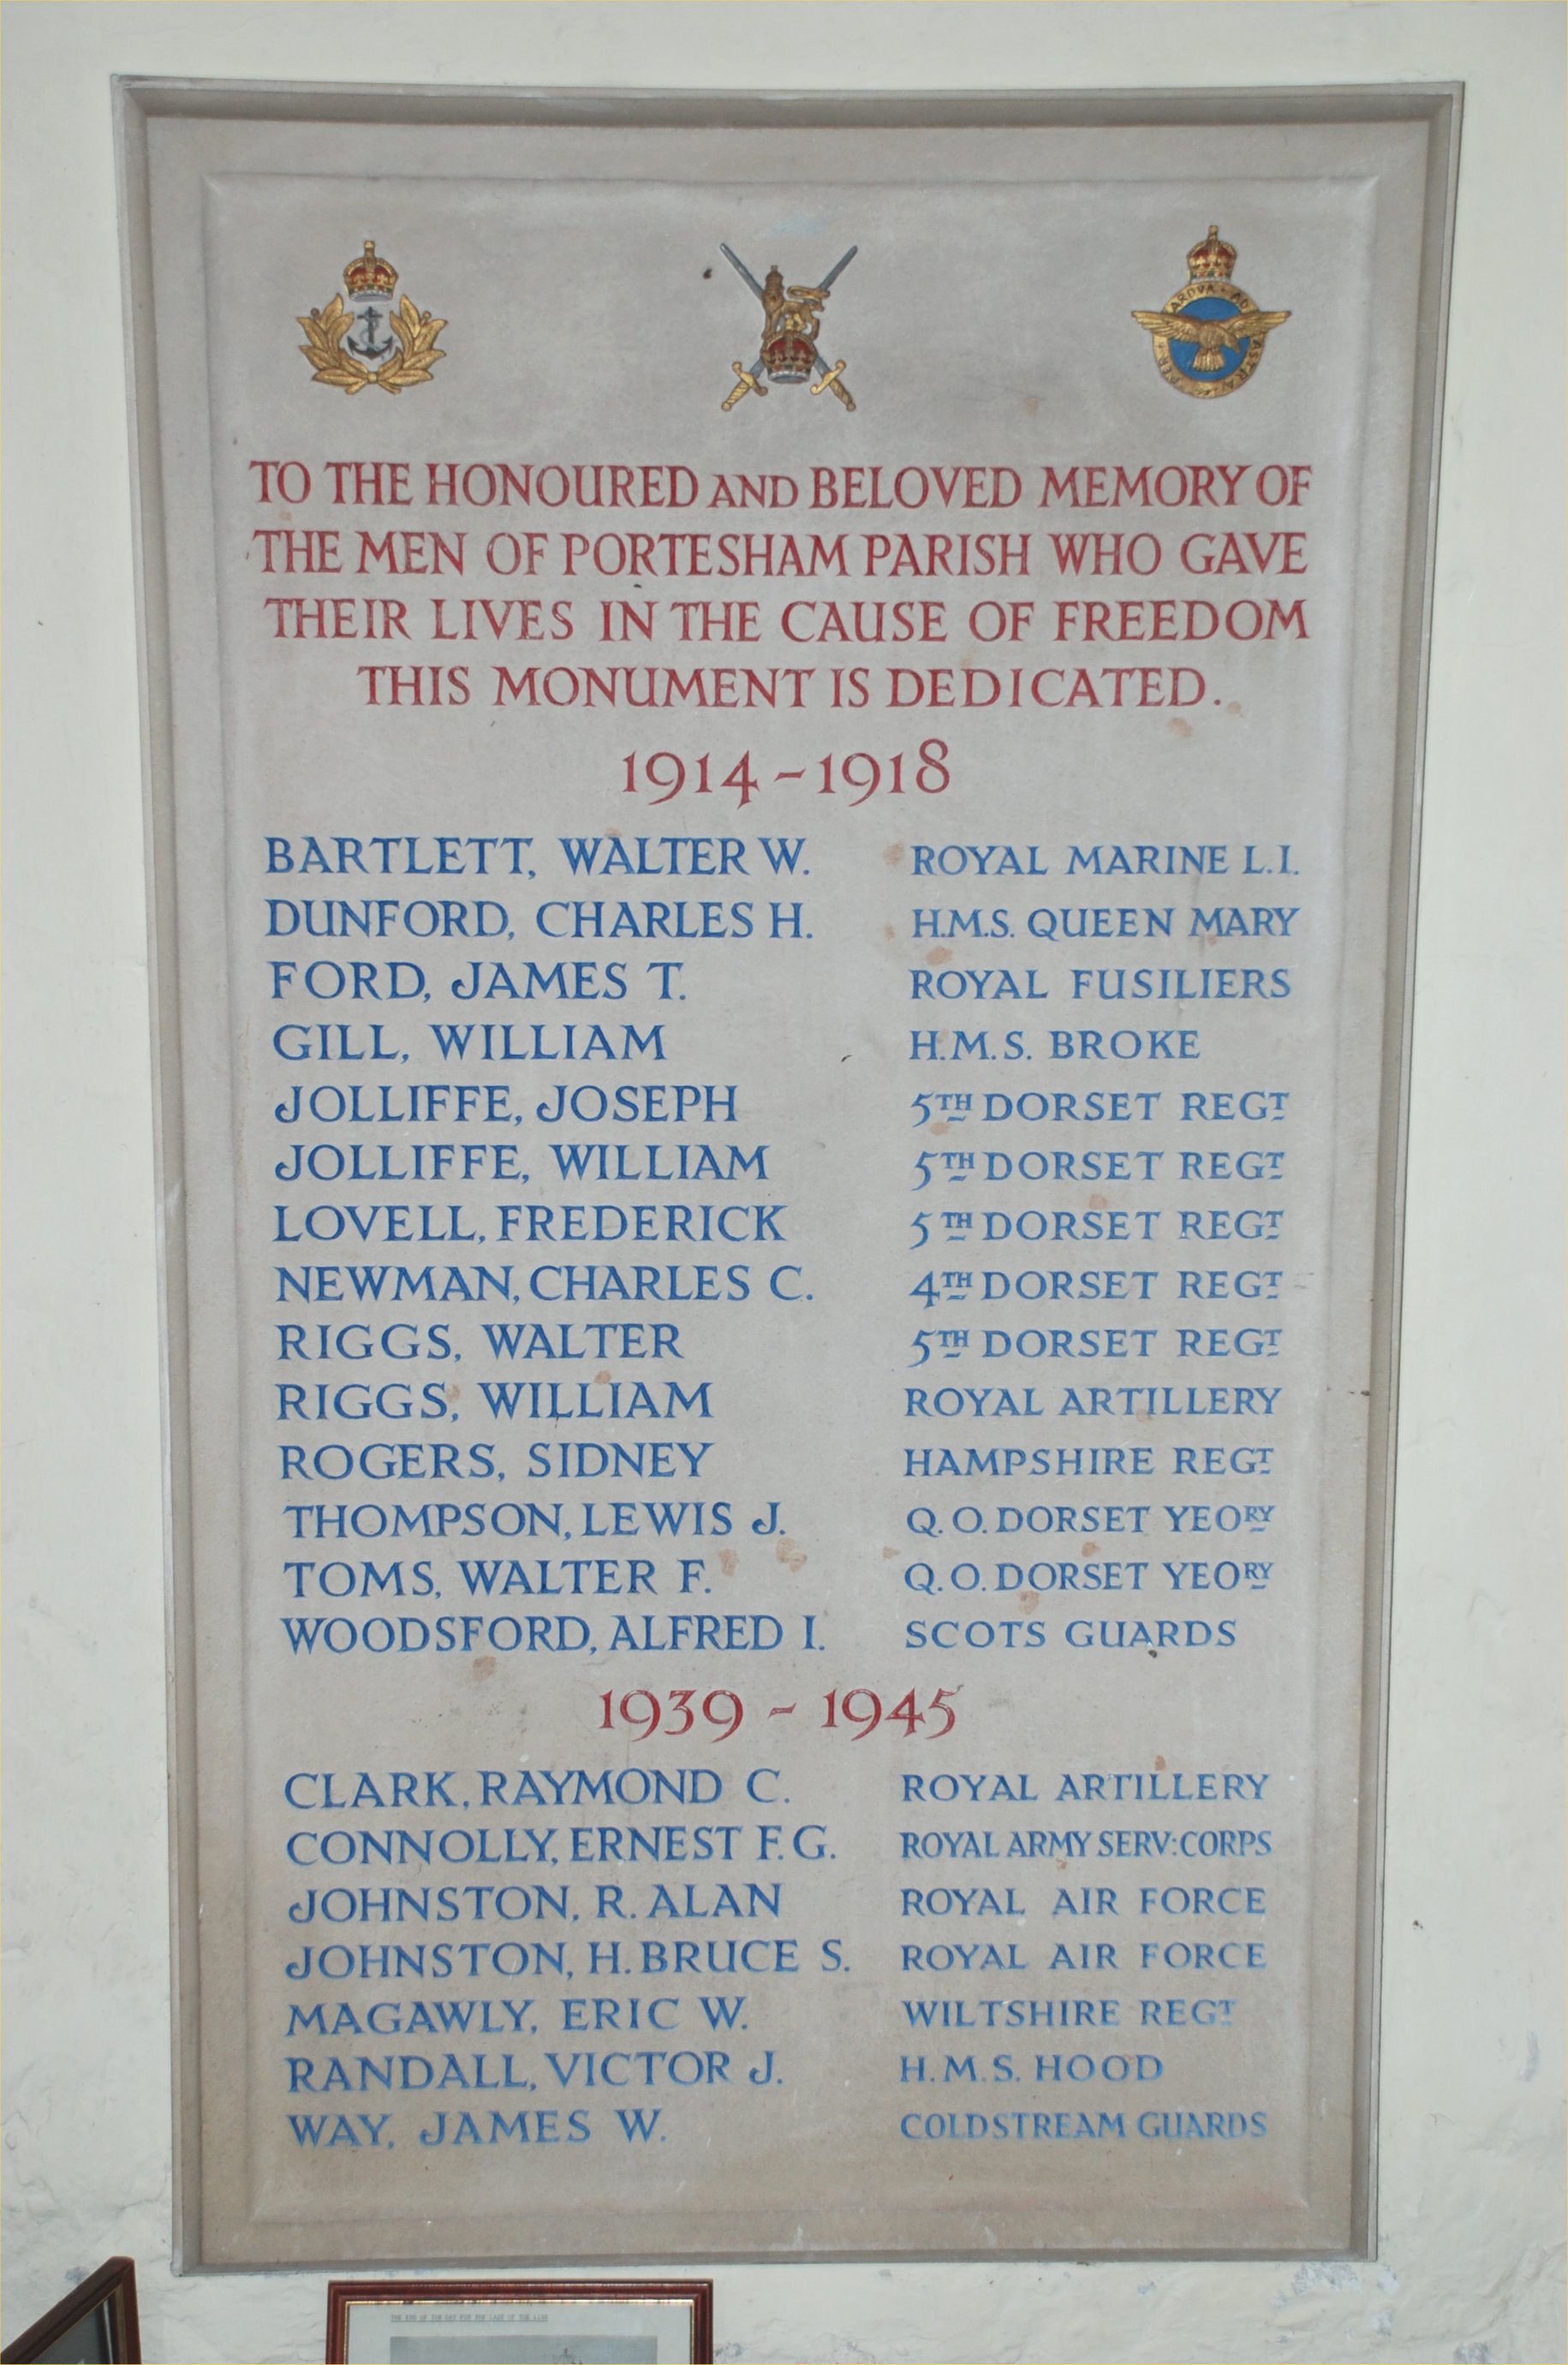 PER ARDVA AD ASTRA
TO THE HONOURED AND BELOVED MEMORY OF
THE MEN OF PORTESHAM PARISH WHO GAVE
THEIR LIVES IN THE CAUSE OF FREEDOM
THIS MONUMENT IS DEDICATED.
1914-1918
BARTLETT, WALTER W. ROYAL MARINE L.I.
DUNFORD, CHARLES H. H.M.S. QUEEN MARY
FORD, JAMES T. ROYAL FUSILIERS
GILL, WILLIAM H.M.S. BROKE
JOLLIFFE, JOSEPH 5TH DORSET REGT
JOLLIFFE, WILLIAM 5TH DORSET REGT
LOVELL, FREDERICK 5TH DORSET REGT
NEWMAN, CHARLES C. 4TH DORSET REGT
RIGGS, WALTER 5TH DORSET REGT
RIGGS, WILLIAM ROYAL ARTILLERY
ROGERS, SIDNEY HAMPSHIRE REGT
THOMPSON, LEWIS J. Q.O. DORSET YEORY
TOMS, WALTER F. Q.O. DORSET YEORY
WOODSFORD, ALFRED I. SCOTS GUARDS
1939 - 1945
CLARK, RAYMOND C. ROYAL ARTILLERY
CONNOLLY, ERNEST F.G. ROYAL ARMY SERV: CORPS
JOHNSTON, R. ALAN ROYAL AIR FORCE
JOHNSTON, H. BRUCE S. ROYAL AIR FORCE
MAGAWLY, ERIC W. WILTSHIRE REGT
RANDALL, VICTOR J. H.M.S. HOOD
WAY, JAMES W. COLDSTREAM GUARDS